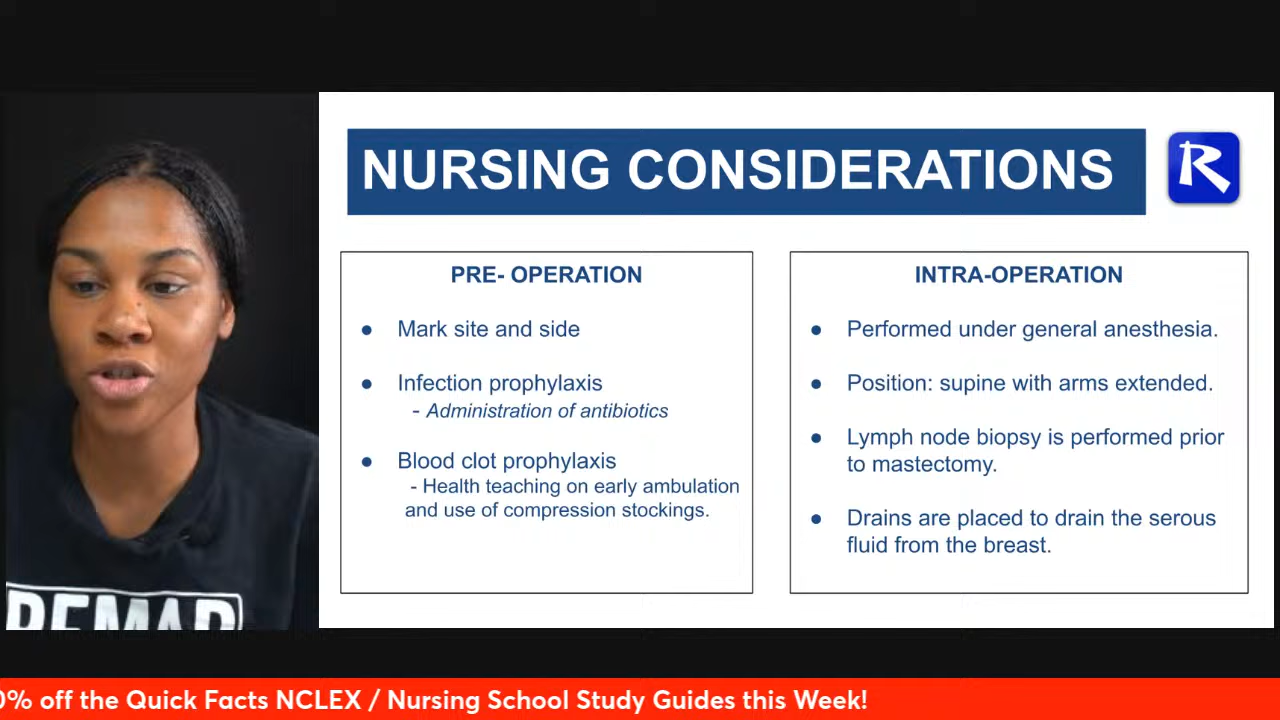 NURSING CONSIDERATIONS
R
PRE- OPERATION
● Mark site and side
● Infection prophylaxis
- Administration of antibiotics
● Blood clot prophylaxis
- Health teaching on early ambulation
and use of compression stockings.
INTRA-OPERATION
● Performed under general anesthesia.
● Position: supine with arms extended.
● Lymph node biopsy is performed prior
to mastectomy.
● Drains are placed to drain the serous
fluid from the breast.
REMAR
0% off the Quick Facts NCLEX / Nursing School Study Guides this Week!